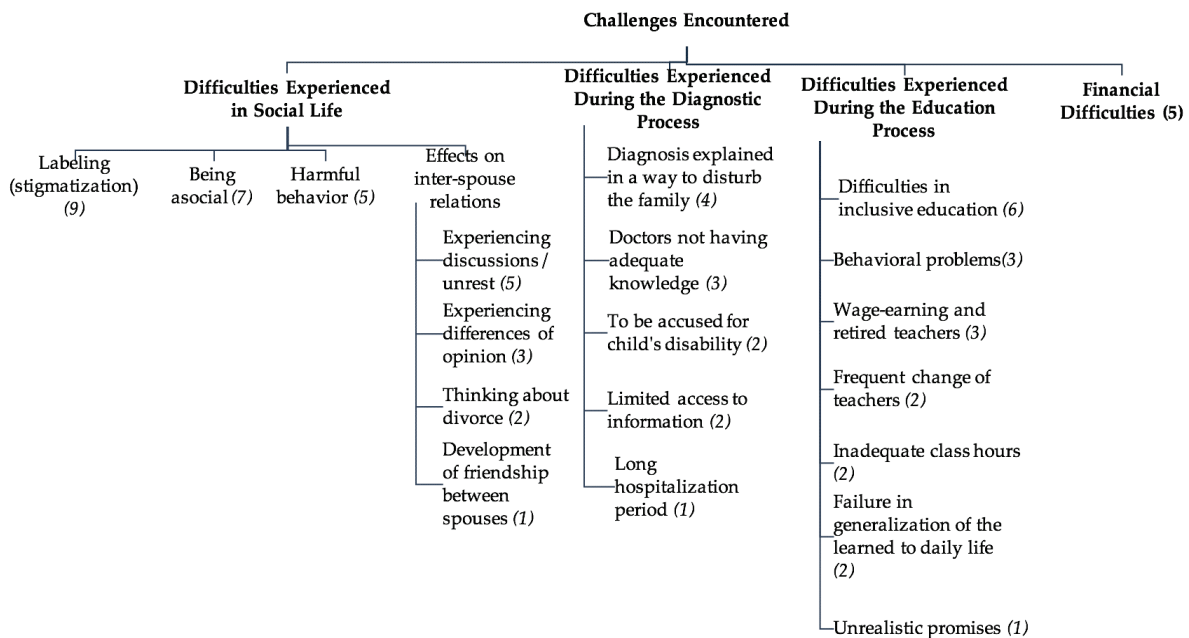 Challenges Encountered
Difficulties Experienced
in Social Life
Labeling
(stigmatization)
(9)
Being
asocial (7)
Harmful
behavior (5)
Effects on
inter-spouse
relations
Experiencing
discussions /
unrest (5)
Experiencing
differences of
opinion (3)
Thinking about
divorce (2)
Development
of friendship
between
spouses (1)
Difficulties Experienced
During the Diagnostic
Process
Diagnosis explained
in a way to disturb
the family (4)
Doctors not having
adequate
knowledge (3)
To be accused for
child's disability (2)
Limited access to
information (2)
Long
hospitalization
period (1)
Difficulties Experienced
During the Education
Process
Difficulties in
inclusive education (6)
Behavioral problems(3)
Wage-earning and
retired teachers (3)
Frequent change of
teachers (2)
Inadequate class hours
(2)
Failure in
generalization of the
learned to daily life
(2)
Unrealistic promises (1)
Financial
Difficulties (5)